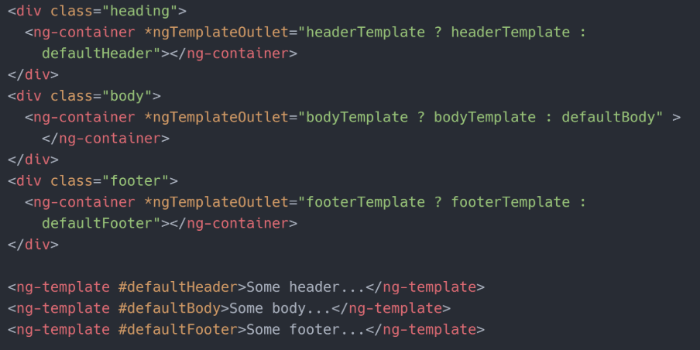 <div class="heading">
  <ng-container *ngTemplateOutlet="headerTemplate ? headerTemplate :
    defaultHeader"></ng-container>
</div>
<div class="body">
  <ng-container *ngTemplateOutlet="bodyTemplate ? bodyTemplate : defaultBody" >
    </ng-container>
</div>
<div class="footer">
  <ng-container *ngTemplateOutlet="footerTemplate ? footerTemplate :
    defaultFooter"></ng-container>
</div>

<ng-template #defaultHeader>Some header...</ng-template>
<ng-template #defaultBody>Some body...</ng-template>
<ng-template #defaultFooter>Some footer...</ng-template>